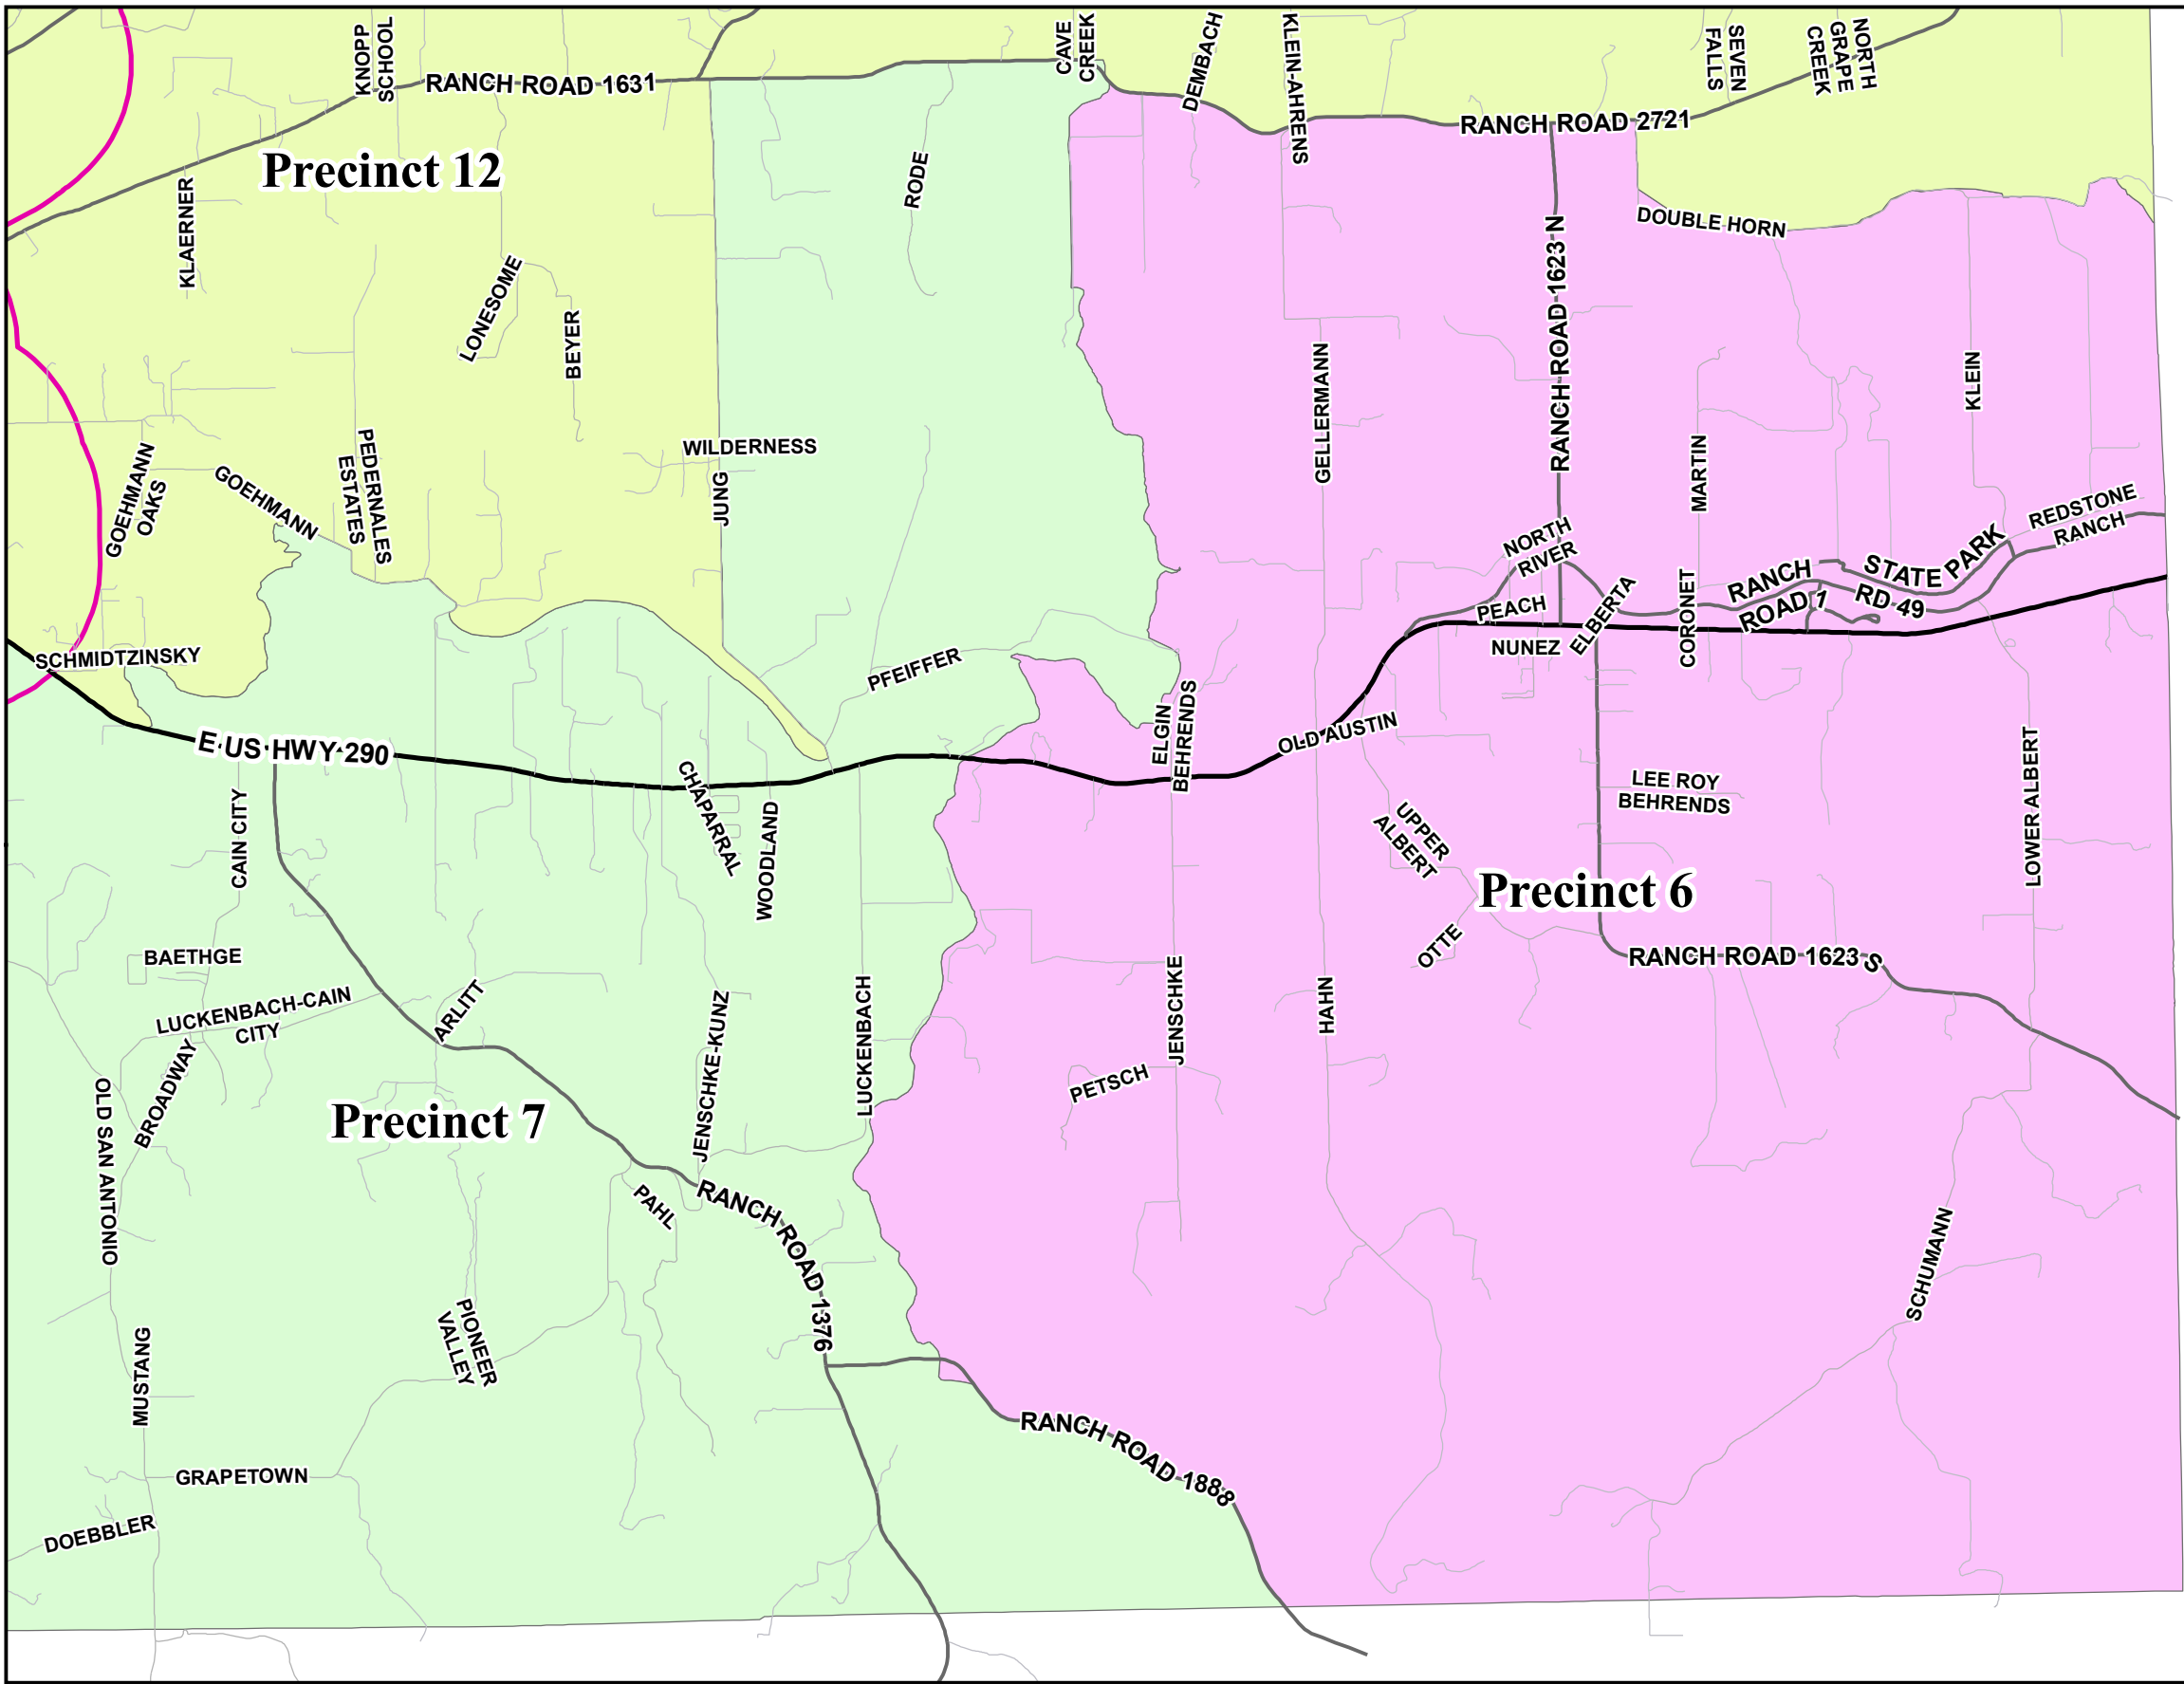 KNOPP
SCHOOL
RANCH ROAD 1631
CAVE
CREEK
DEMBACH
KLEIN-AHRENS
SEVEN
FALLS
NORTH
GRAPE
CREEK
RANCH ROAD 2721
Precinct 12
KLAERNER
RODE
DOUBLE HORN
RANCH ROAD 1623 N
LONESOME
BEYER
GELLERMANN
KLEIN
WILDERNESS
JUNG
MARTIN
GOEHMANN
OAKS
GOEHMANN
PEDERNALES
ESTATES
REDSTONE
RANCH
NORTH
RIVER
RANCH
ROAD 1
STATE PARK
RD 49
PEACH
ELBERTA
CORONET
NUNEZ
SCHMIDTZINSKY
PFEIFFER
ELGIN
BEHRENDS
OLD AUSTIN
E US HWY 290
CAIN CITY
CHAPARRAL
WOODLAND
LEE ROY
BEHRENDS
LOWER ALBERT
UPPER
ALBERT
Precinct 6
OTTE
RANCH ROAD 1623 S
BAETHGE
LUCKENBACH-CAIN
CITY
ARLITT
JENSCHKE-KUNZ
LUCKENBACH
JENSCHKE
HAHN
BROADWAY
OLD SAN ANTONIO
Precinct 7
PETSCH
PAHL
RANCH ROAD 1376
SCHUMANN
PIONEER
VALLEY
MUSTANG
RANCH ROAD 1888
GRAPETOWN
DOEBBLER